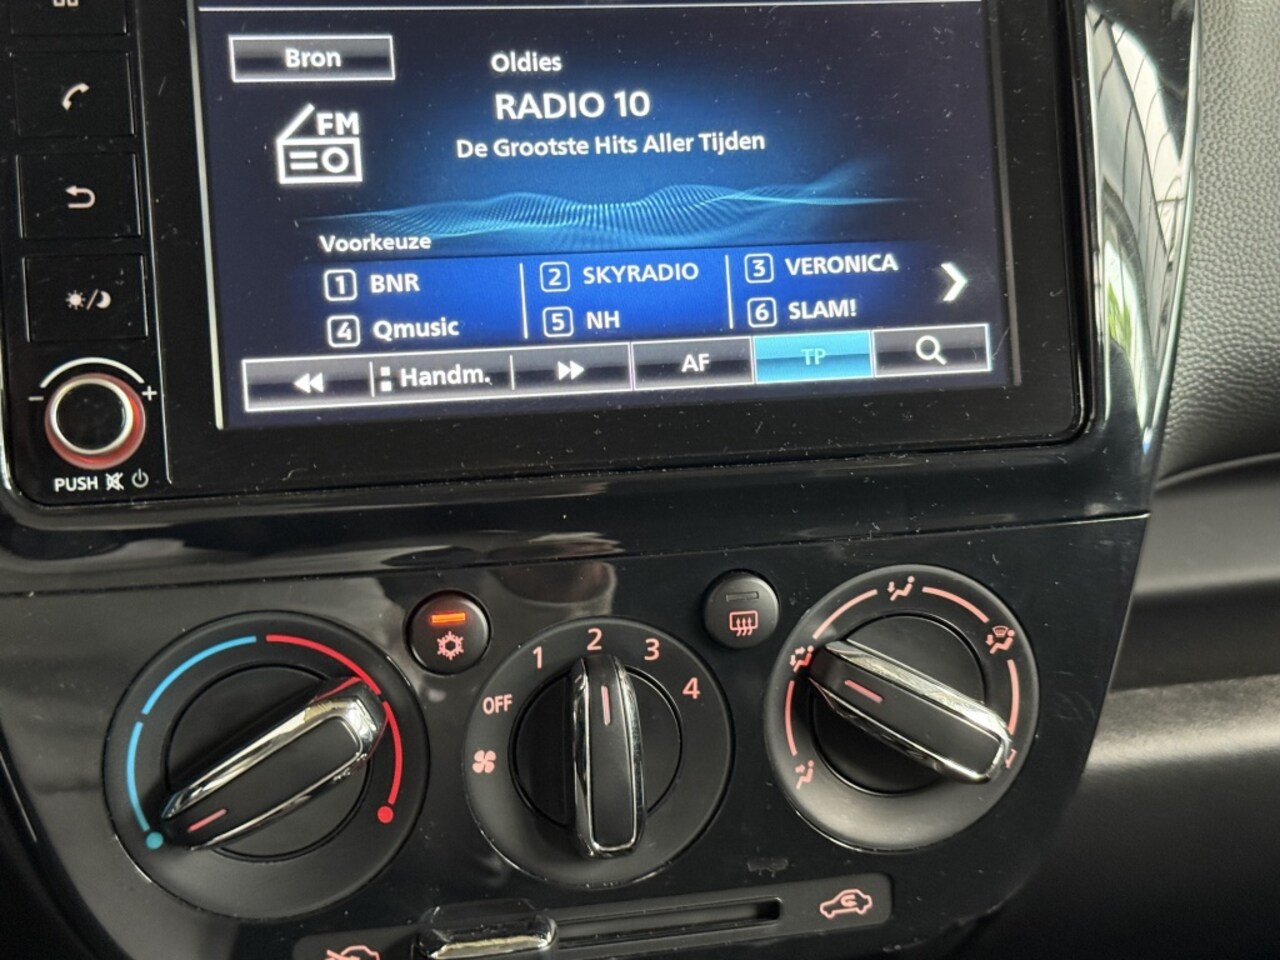 Bron
Oldies
RADIO 10
FM
De Grootste Hits Aller Tijden
Voorkeuze
1 BNR
2 SKYRADIO
3 VERONICA
4 Qmusic
5 NH
6 SLAM!
Handm.
AF
TP
- +
PUSH
OFF 1 2 3 4